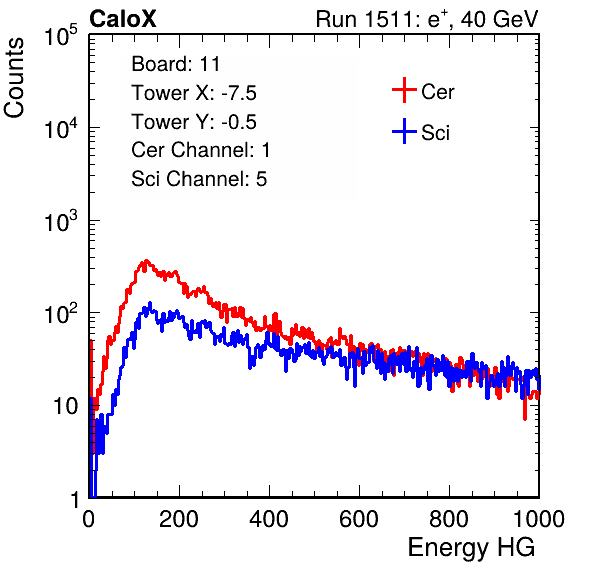 CaloX
Run 1511: e⁺, 40 GeV
Counts
10⁵
10⁴
10³
10²
10
1
Board: 11
Tower X: -7.5
Tower Y: -0.5
Cer Channel: 1
Sci Channel: 5
Cer
Sci
0 200 400 600 800 1000
Energy HG